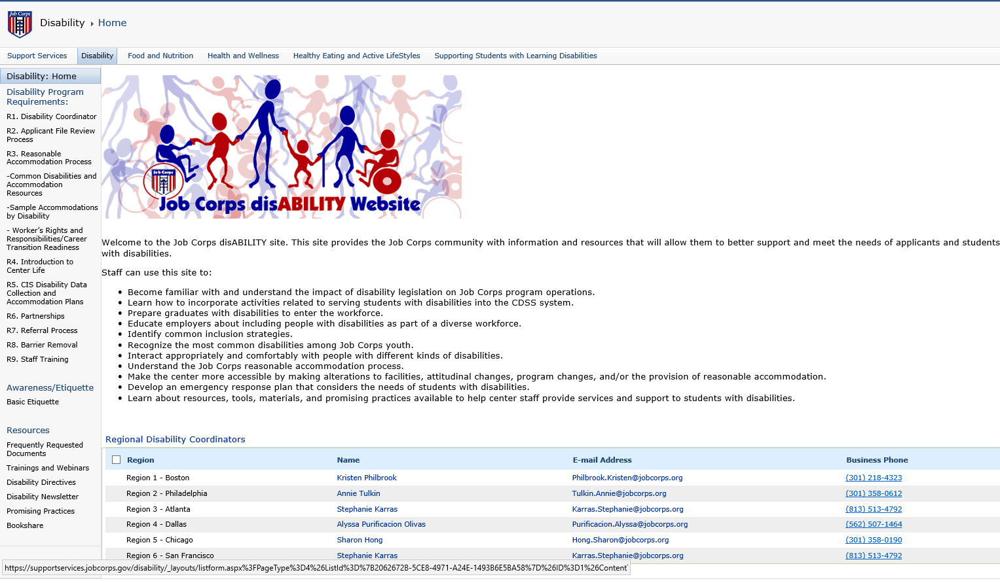 Job Corps
Disability ▸ Home
Support Services Disability Food and Nutrition Health and Wellness Healthy Eating and Active LifeStyles Supporting Students with Learning Disabilities
Disability: Home
Disability Program
Requirements:
R1. Disability Coordinator
R2. Applicant File Review
Process
R3. Reasonable
Accommodation Process
-Common Disabilities and
Accommodation
Resources
-Sample Accommodations
by Disability
- Worker's Rights and
Responsibilities/Career
Transition Readiness
R4. Introduction to
Center Life
R5. CIS Disability Data
Collection and
Accommodation Plans
R6. Partnerships
R7. Referral Process
R8. Barrier Removal
R9. Staff Training
Awareness/Etiquette
Basic Etiquette
Resources
Frequently Requested
Documents
Trainings and Webinars
Disability Directives
Disability Newsletter
Promising Practices
Bookshare
Job Corps
Job Corps disABILITY Website
Welcome to the Job Corps disABILITY site. This site provides the Job Corps community with information and resources that will allow them to better support and meet the needs of applicants and students
with disabilities.
Staff can use this site to:
• Become familiar with and understand the impact of disability legislation on Job Corps program operations.
• Learn how to incorporate activities related to serving students with disabilities into the CDSS system.
• Prepare graduates with disabilities to enter the workforce.
• Educate employers about including people with disabilities as part of a diverse workforce.
• Identify common inclusion strategies.
• Recognize the most common disabilities among Job Corps youth.
• Interact appropriately and comfortably with people with different kinds of disabilities.
• Understand the Job Corps reasonable accommodation process.
• Make the center more accessible by making alterations to facilities, attitudinal changes, program changes, and/or the provision of reasonable accommodation.
• Develop an emergency response plan that considers the needs of students with disabilities.
• Learn about resources, tools, materials, and promising practices available to help center staff provide services and support to students with disabilities.
Regional Disability Coordinators
Region Name E-mail Address Business Phone
Region 1 - Boston Kristen Philbrook Philbrook.Kristen@jobcorps.org (301) 218-4323
Region 2 - Philadelphia Annie Tulkin Tulkin.Annie@jobcorps.org (301) 358-0612
Region 3 - Atlanta Stephanie Karras Karras.Stephanie@jobcorps.org (813) 513-4792
Region 4 - Dallas Alyssa Purificacion Olivas Purificacion.Alyssa@jobcorps.org (562) 507-1464
Region 5 - Chicago Sharon Hong Hong.Sharon@jobcorps.org (301) 358-0190
Region 6 - San Francisco Stephanie Karras Karras.Stephanie@jobcorps.org (813) 513-4792
https://supportservices.jobcorps.gov/disability/_layouts/listform.aspx%3FPageType%3D4%26ListId%3D%7B2062672B-5CE8-4971-A24E-1493B6E5BA58%7D%26ID%3D1%26Content